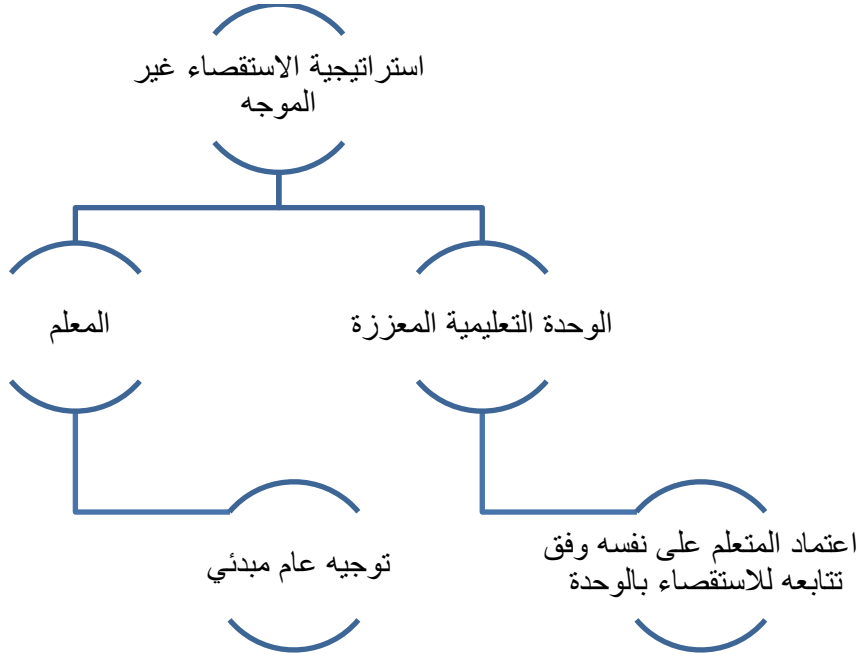 استراتيجية الاستقصاء غير
الموجه
الوحدة التعليمية المعززة
المعلم
اعتماد المتعلم على نفسه وفق
تتابعه للاستقصاء بالوحدة
توجيه عام مبدئي